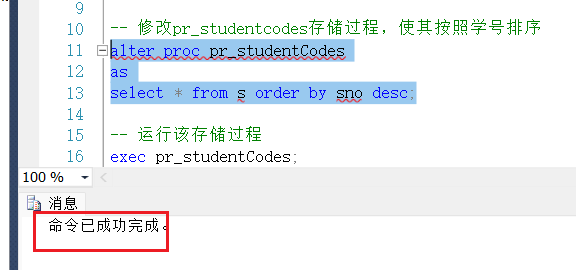 9
10 -- 修改pr_studentcodes存储过程，使其按照学号排序
11 alter proc pr_studentCodes
12 as
13 select * from s order by sno desc;
14
15 -- 运行该存储过程
16 exec pr_studentCodes;
100 %
消息
命令已成功完成。